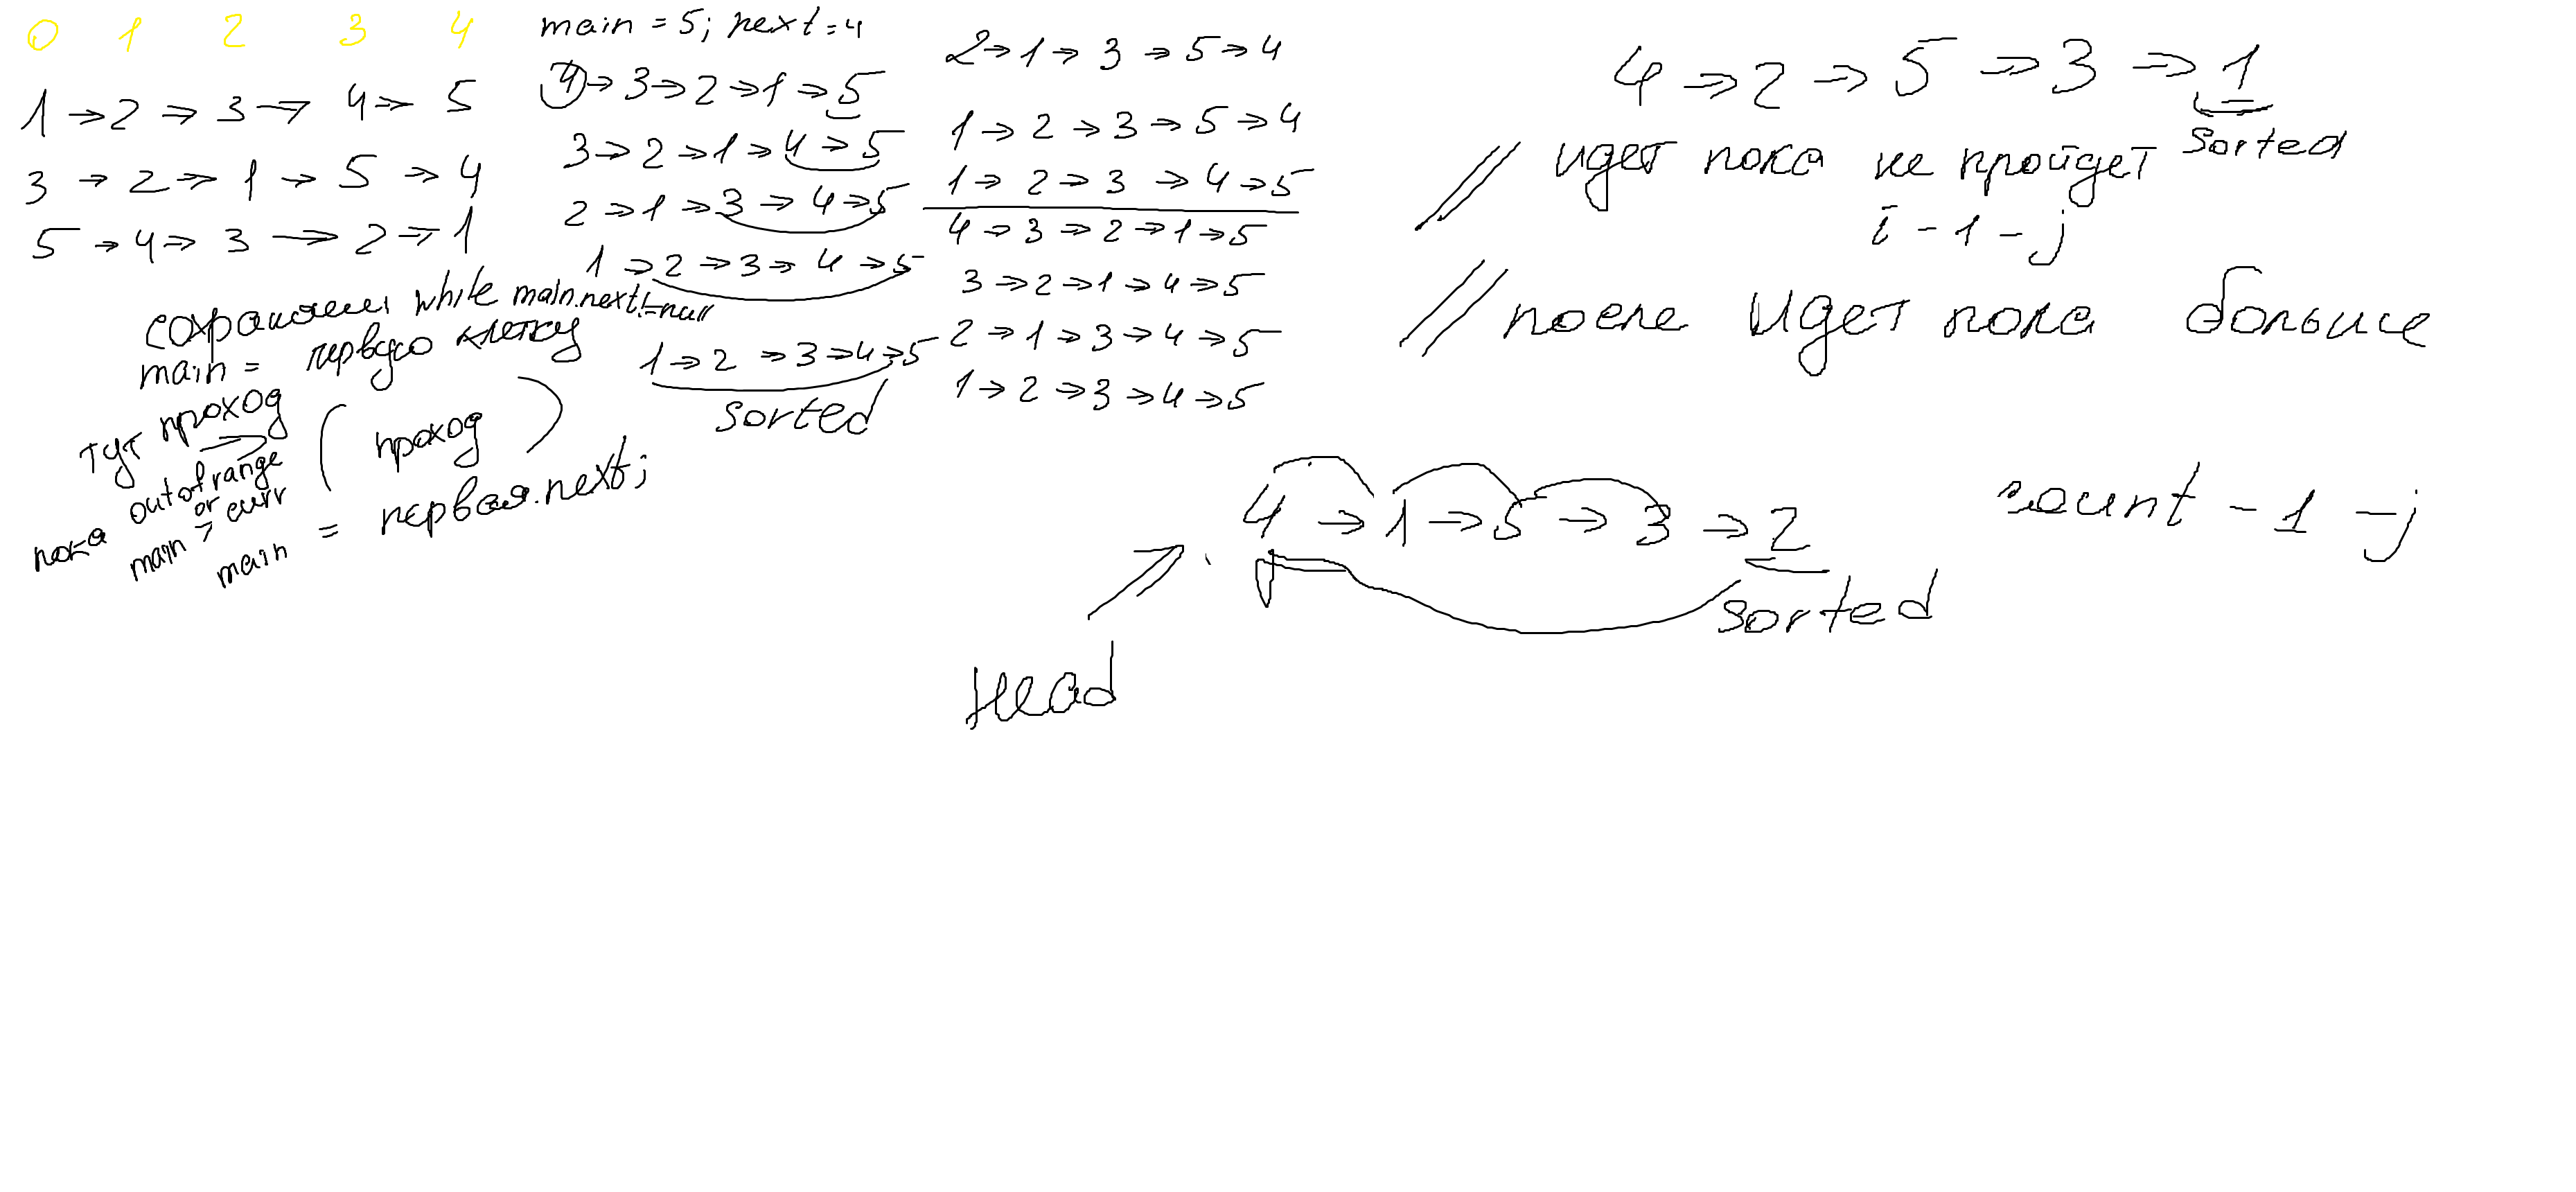 0 1 2 3 4
1 → 2 → 3 → 4 → 5
3 → 2 → 1 → 5 → 4
5 → 4 → 3 → 2 → 1
сохраняем
while main.next!=null
main = первую клетку
тут проход
(проход)
пока outofrange
or
main > curr
main = первая.next;
main = 5; next = 4
4 → 3 → 2 → 1 → 5
3 → 2 → 1 → 4 → 5
2 → 1 → 3 → 4 → 5
1 → 2 → 3 → 4 → 5
1 → 2 → 3 → 4 → 5
sorted
2 → 1 → 3 → 5 → 4
1 → 2 → 3 → 5 → 4
1 → 2 → 3 → 4 → 5
4 → 3 → 2 → 1 → 5
3 → 2 → 1 → 4 → 5
2 → 1 → 3 → 4 → 5
1 → 2 → 3 → 4 → 5
4 → 2 → 5 → 3 → 1
sorted
// идет пока не пройдет
i - 1 - j
// после идет пока больше
4 → 1 → 5 → 3 → 2
sorted
Head
count - 1 - j